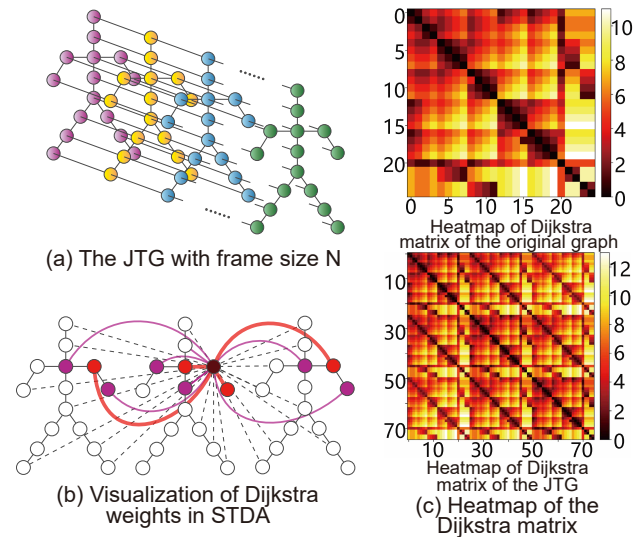 (a) The JTG with frame size N
(b) Visualization of Dijkstra
weights in STDA
0
5
10
15
20
0 5 10 15 20
10
8
6
4
2
0
Heatmap of Dijkstra
matrix of the original graph
10
30
50
70
10 30 50 70
12
10
8
6
4
2
0
Heatmap of Dijkstra
matrix of the JTG
(c) Heatmap of the
Dijkstra matrix